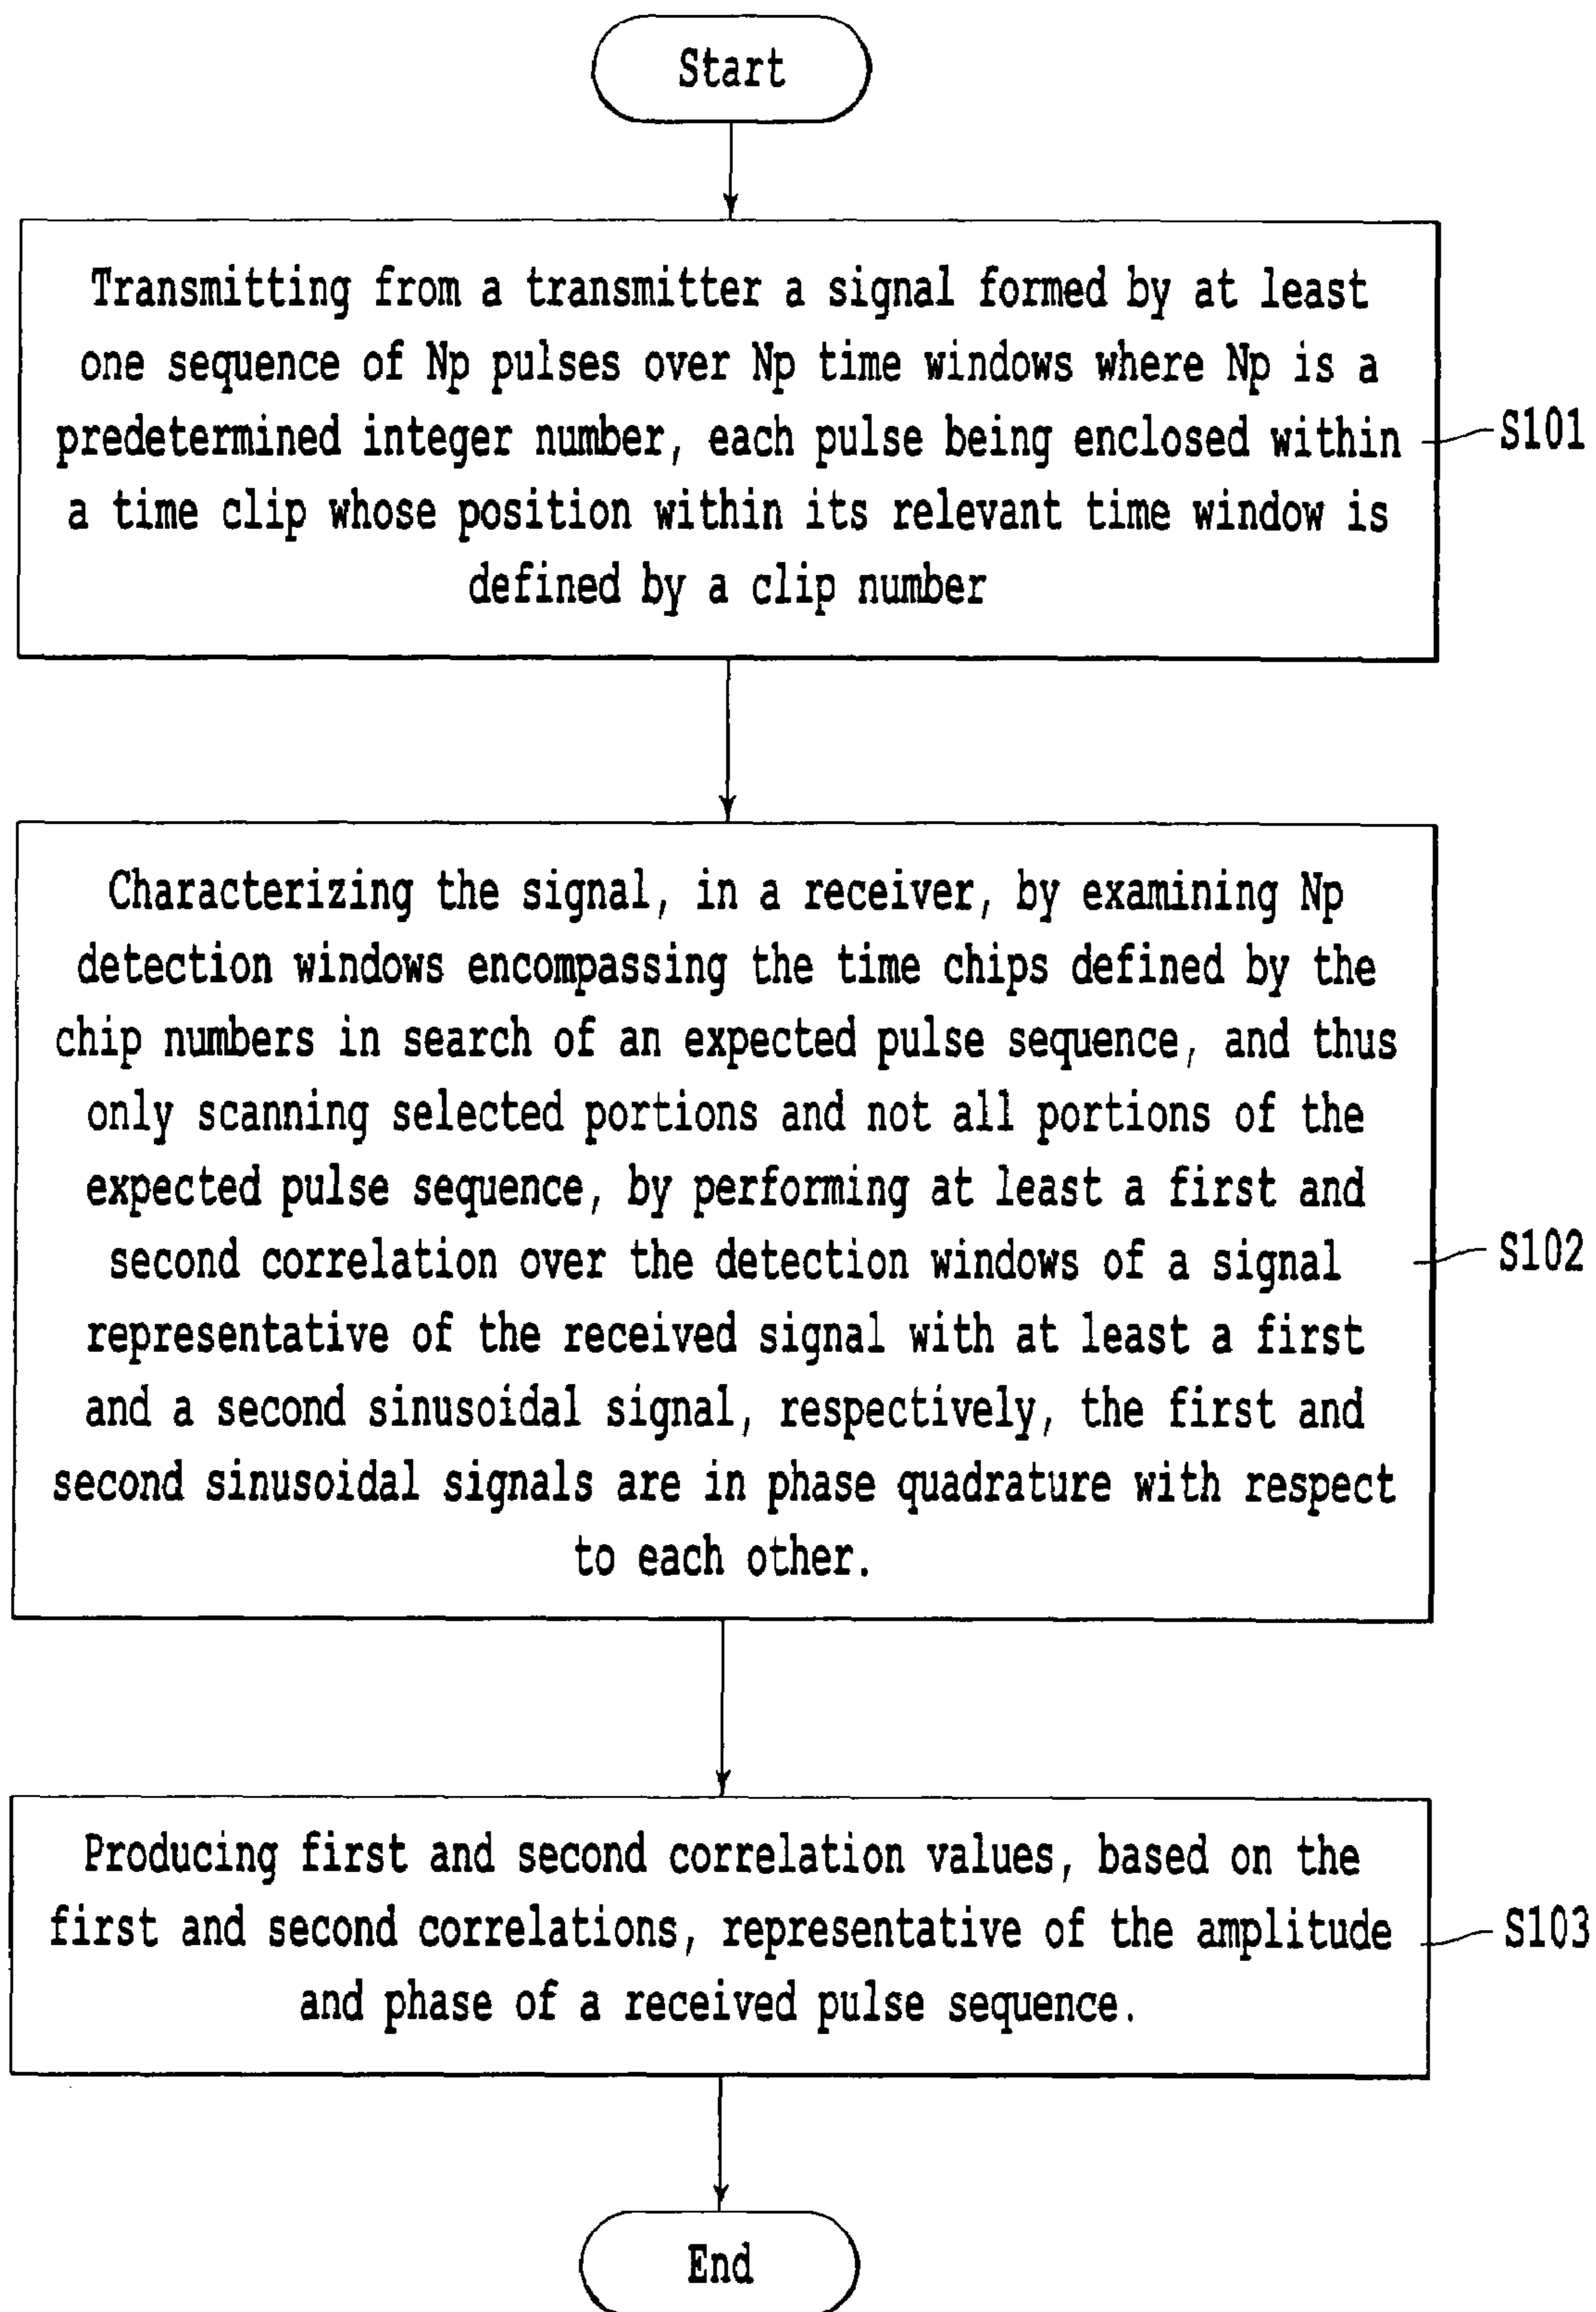 Start
Transmitting from a transmitter a signal formed by at least
one sequence of Np pulses over Np time windows where Np is a
predetermined integer number, each pulse being enclosed within
a time clip whose position within its relevant time window is
defined by a clip number
S101
Characterizing the signal, in a receiver, by examining Np
detection windows encompassing the time chips defined by the
chip numbers in search of an expected pulse sequence, and thus
only scanning selected portions and not all portions of the
expected pulse sequence, by performing at least a first and
second correlation over the detection windows of a signal
representative of the received signal with at least a first
and a second sinusoidal signal, respectively, the first and
second sinusoidal signals are in phase quadrature with respect
to each other.
S102
Producing first and second correlation values, based on the
first and second correlations, representative of the amplitude
and phase of a received pulse sequence.
S103
End